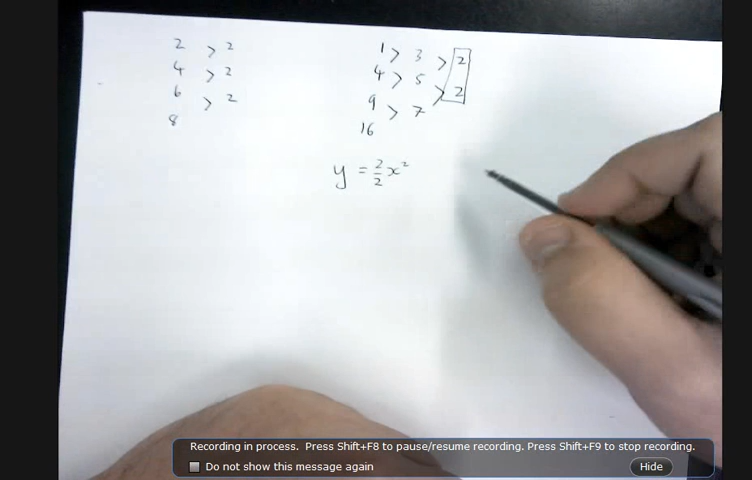 2 > 2
4 > 2
6 > 2
8
1 > 3 > 2
4 > 5 > 2
9 > 7
16
y = 2/2 x²
Recording in process. Press Shift+F8 to pause/resume recording. Press Shift+F9 to stop recording.
Do not show this message again
Hide